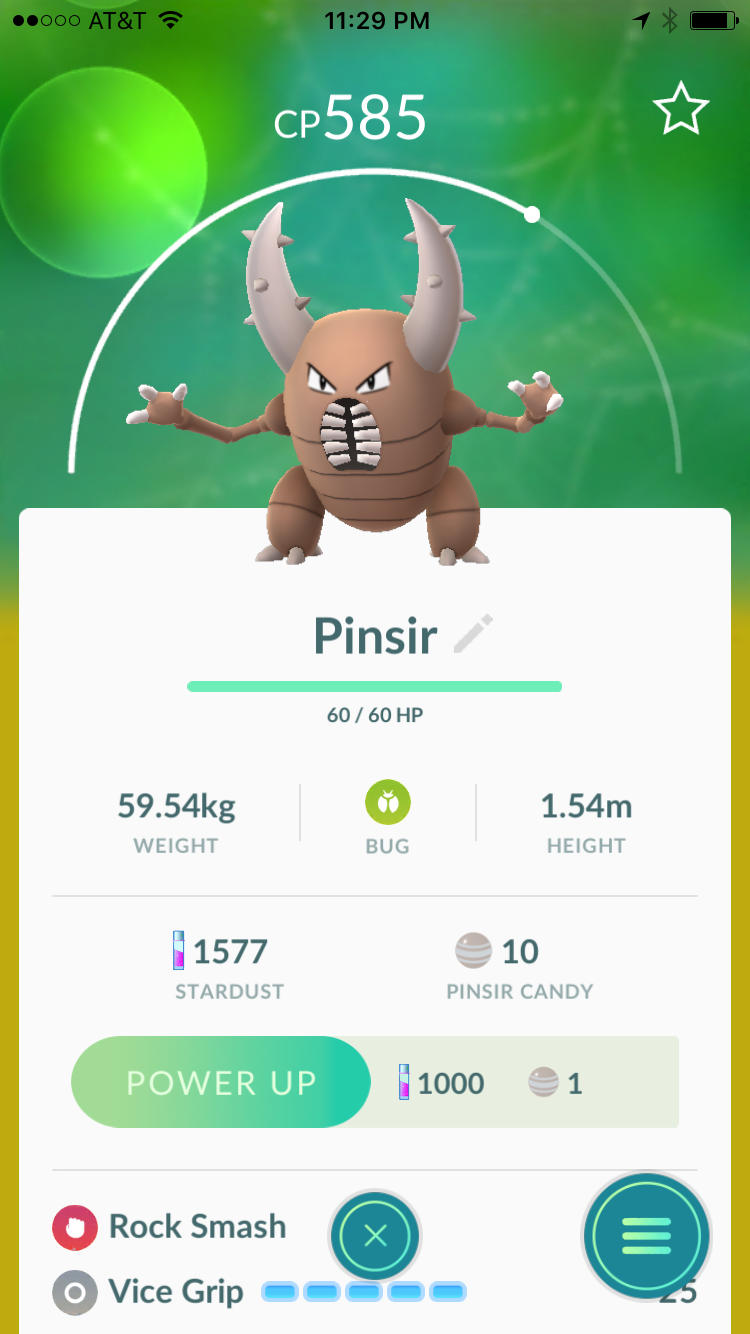 AT&T 11:29 PM
CP585
Pinsir
60 / 60 HP
59.54kg 1.54m
WEIGHT BUG HEIGHT
1577 10
STARDUST PINSIR CANDY
POWER UP 1000 1
Rock Smash
Vice Grip 25